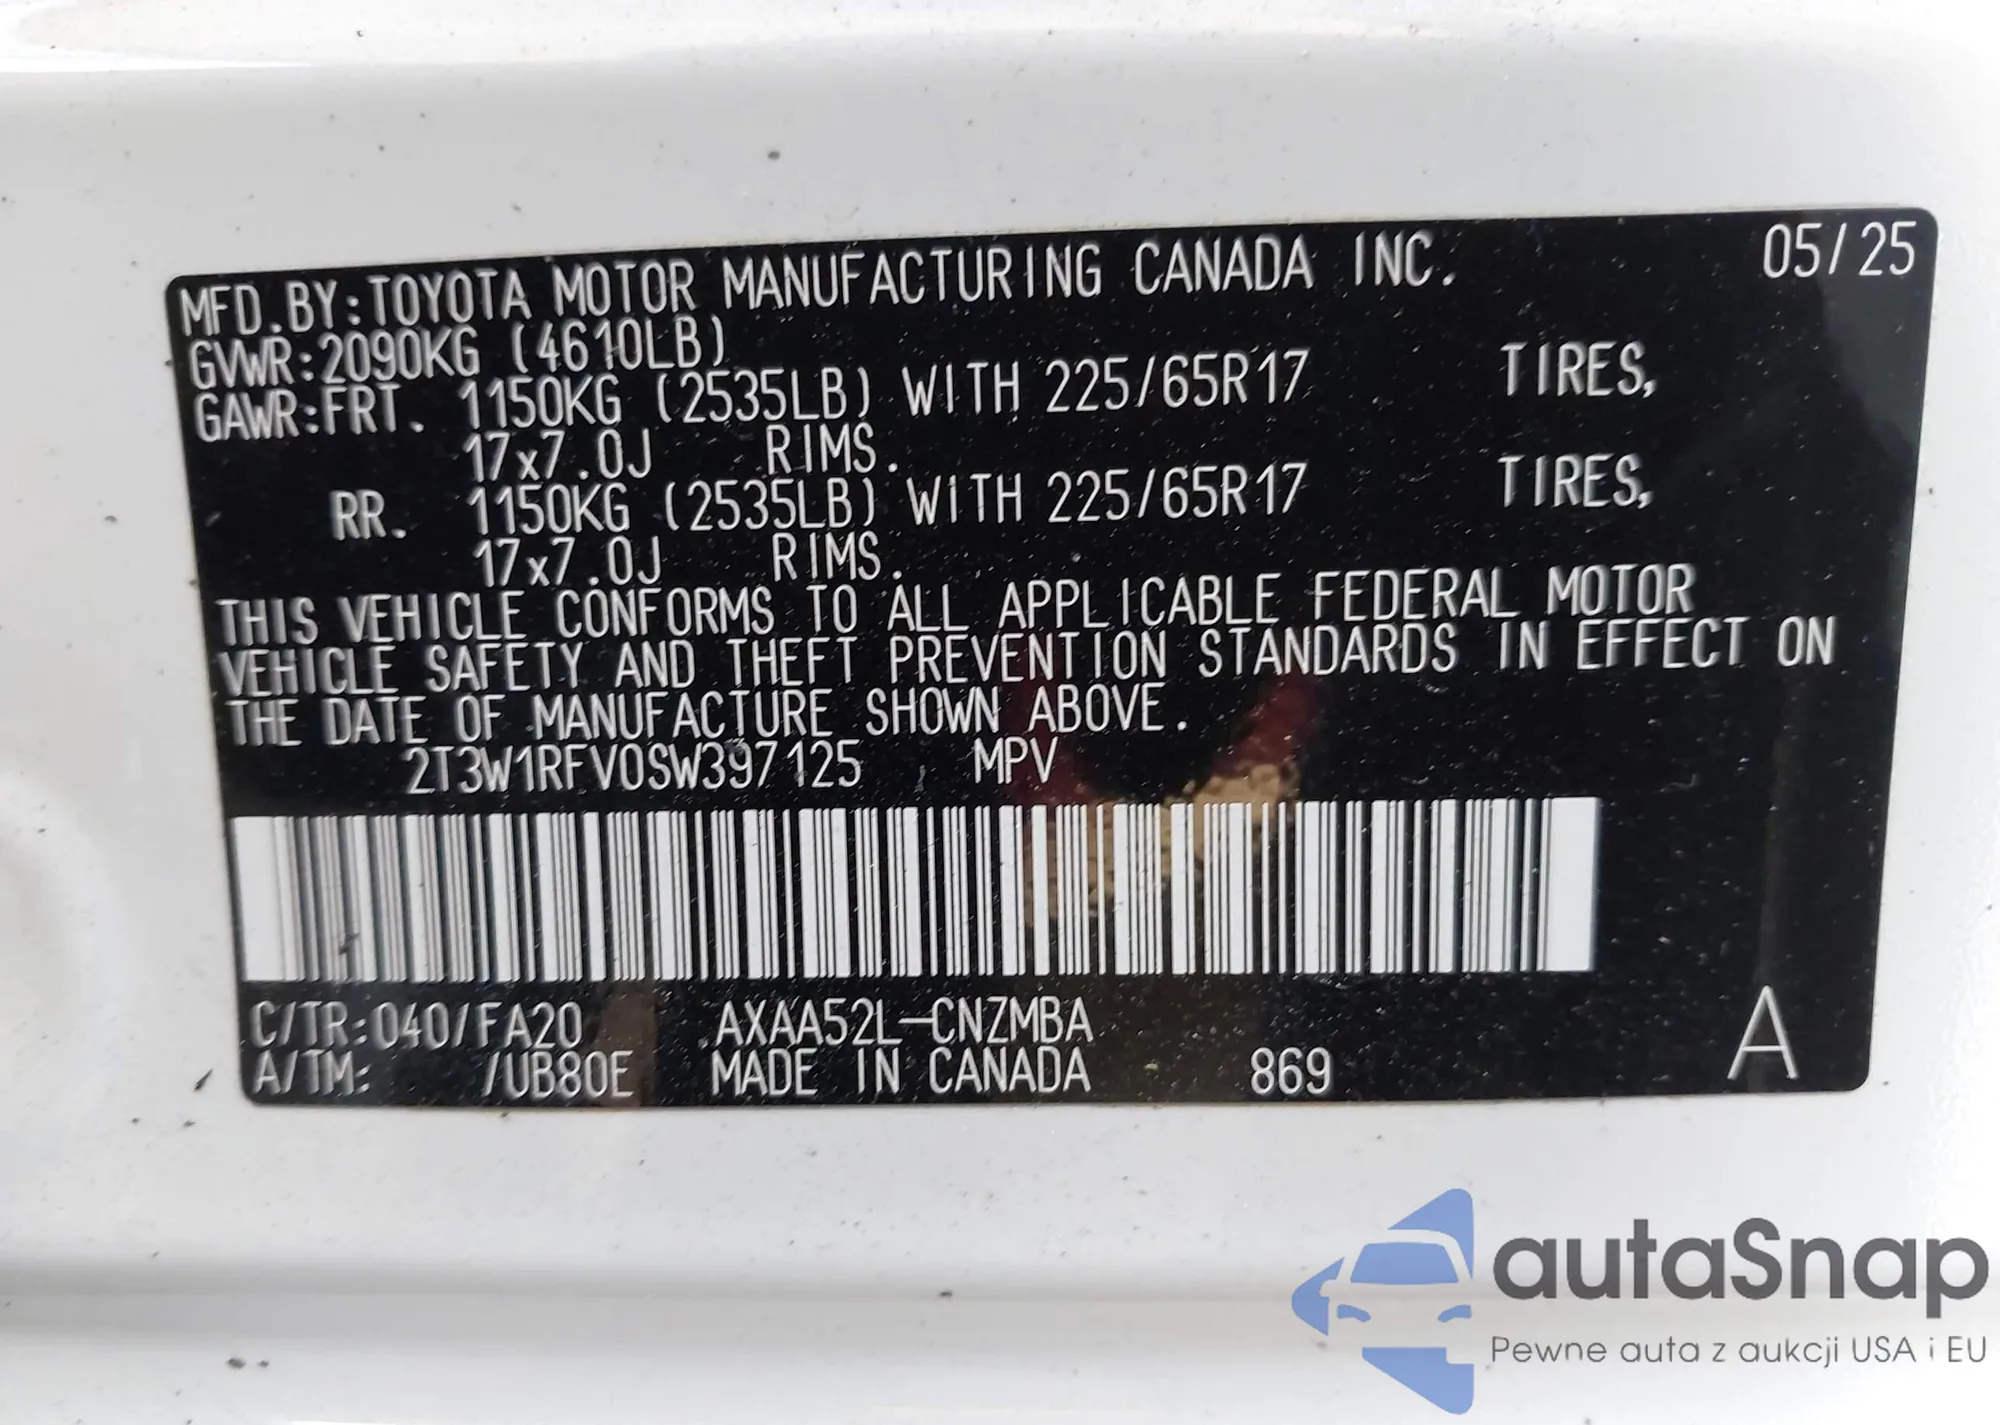 MFD.BY:TOYOTA MOTOR MANUFACTURING CANADA INC. 05/25
GVWR:2090KG (4610LB)
GAWR:FRT. 1150KG (2535LB) WITH 225/65R17 TIRES,
17x7.0J RIMS.
RR. 1150KG (2535LB) WITH 225/65R17 TIRES,
17x7.0J RIMS.
THIS VEHICLE CONFORMS TO ALL APPLICABLE FEDERAL MOTOR
VEHICLE SAFETY AND THEFT PREVENTION STANDARDS IN EFFECT ON
THE DATE OF MANUFACTURE SHOWN ABOVE.
2T3W1RFV0SW397125 MPV
C/TR:040/FA20 AXAA52L-CNZMBA A
A/TM: /UB80E MADE IN CANADA 869
autaSnap
Pewne auta z aukcji USA i EU